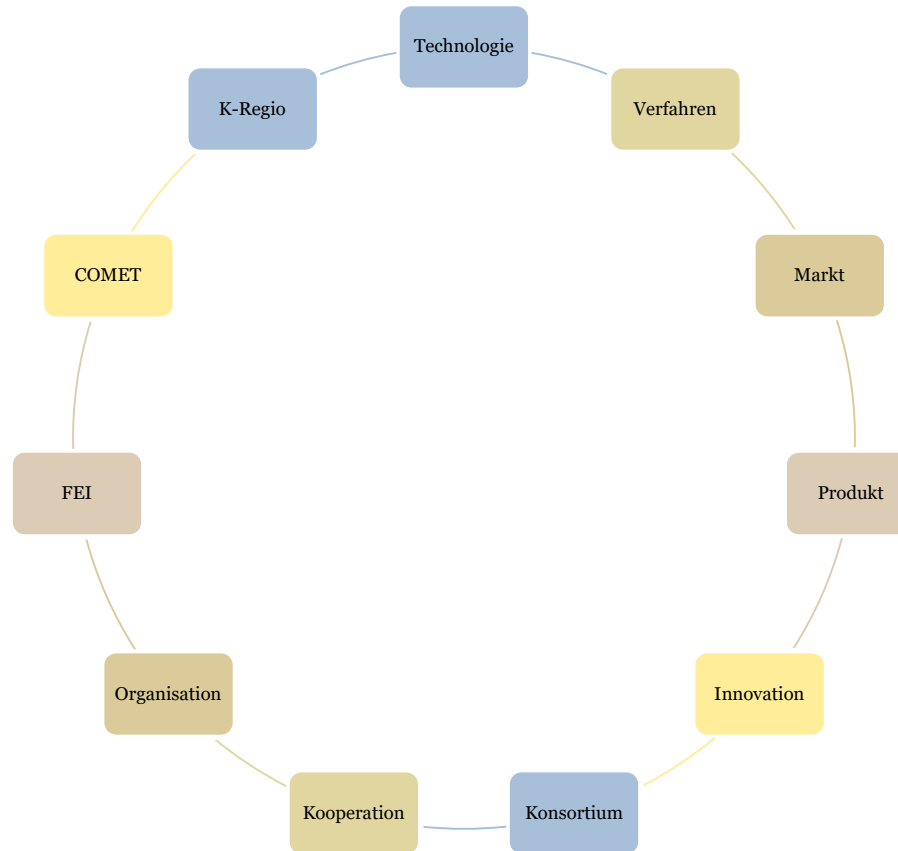 Technologie
Verfahren
Markt
Produkt
Innovation
Konsortium
Kooperation
Organisation
FEI
COMET
K-Regio